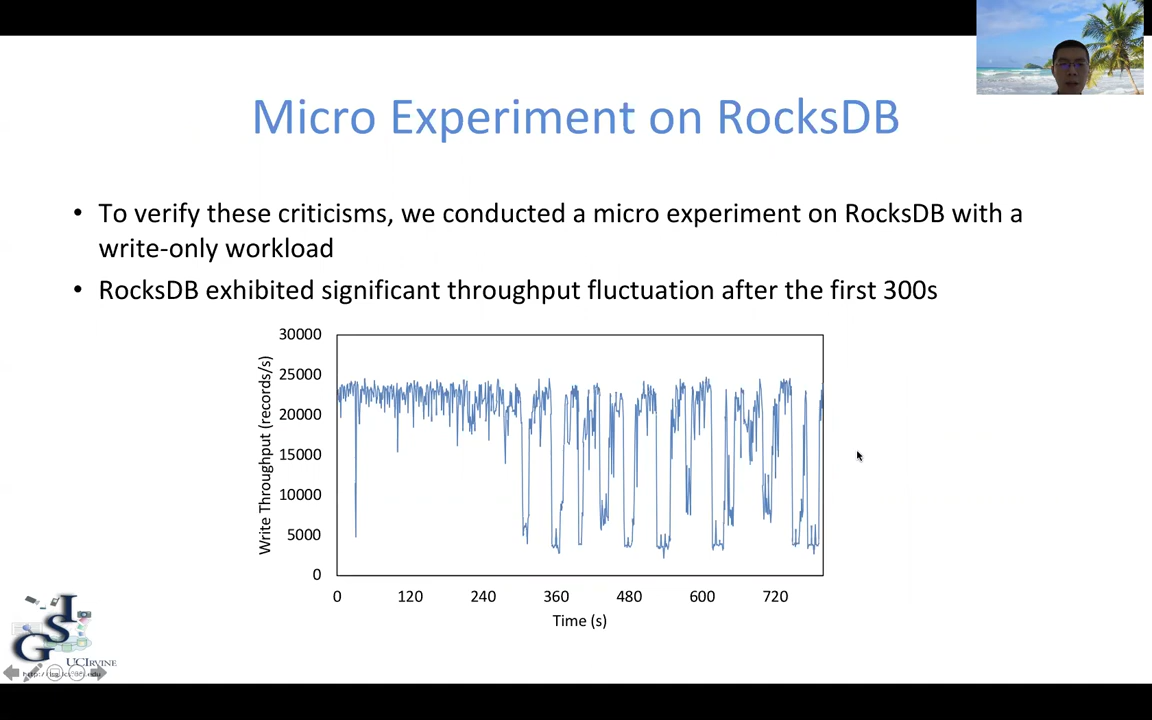 Micro Experiment on RocksDB
• To verify these criticisms, we conducted a micro experiment on RocksDB with a
write-only workload
• RocksDB exhibited significant throughput fluctuation after the first 300s
30000
25000
20000
15000
10000
5000
0
Write Throughput (records/s)
0 120 240 360 480 600 720
Time (s)
ISG
UCIRVINE